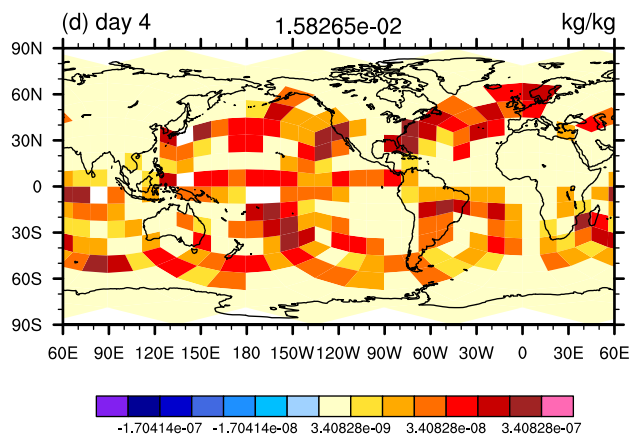 (d) day 4 1.58265e-02 kg/kg
90N
60N
30N
0
30S
60S
90S
60E 90E 120E 150E 180 150W 120W 90W 60W 30W 0 30E 60E
-1.70414e-07 -1.70414e-08 3.40828e-09 3.40828e-08 3.40828e-07